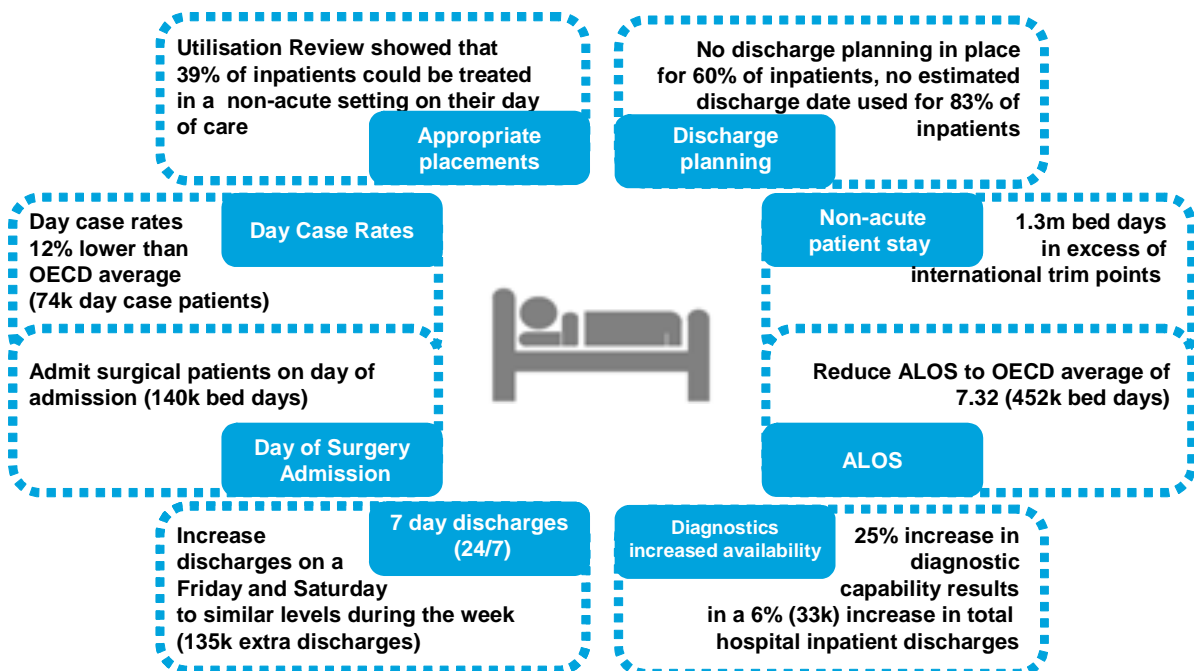 Utilisation Review showed that
39% of inpatients could be treated
in a non-acute setting on their day
of care
Appropriate
placements
No discharge planning in place
for 60% of inpatients, no estimated
discharge date used for 83% of
inpatients
Discharge
planning
Day case rates
12% lower than
OECD average
(74k day case patients)
Day Case Rates
Non-acute
patient stay
1.3m bed days
in excess of
international trim points
Admit surgical patients on day of
admission (140k bed days)
Day of Surgery
Admission
Reduce ALOS to OECD average of
7.32 (452k bed days)
ALOS
7 day discharges
(24/7)
Increase
discharges on a
Friday and Saturday
to similar levels during the week
(135k extra discharges)
Diagnostics
increased availability
25% increase in
diagnostic
capability results
in a 6% (33k) increase in total
hospital inpatient discharges